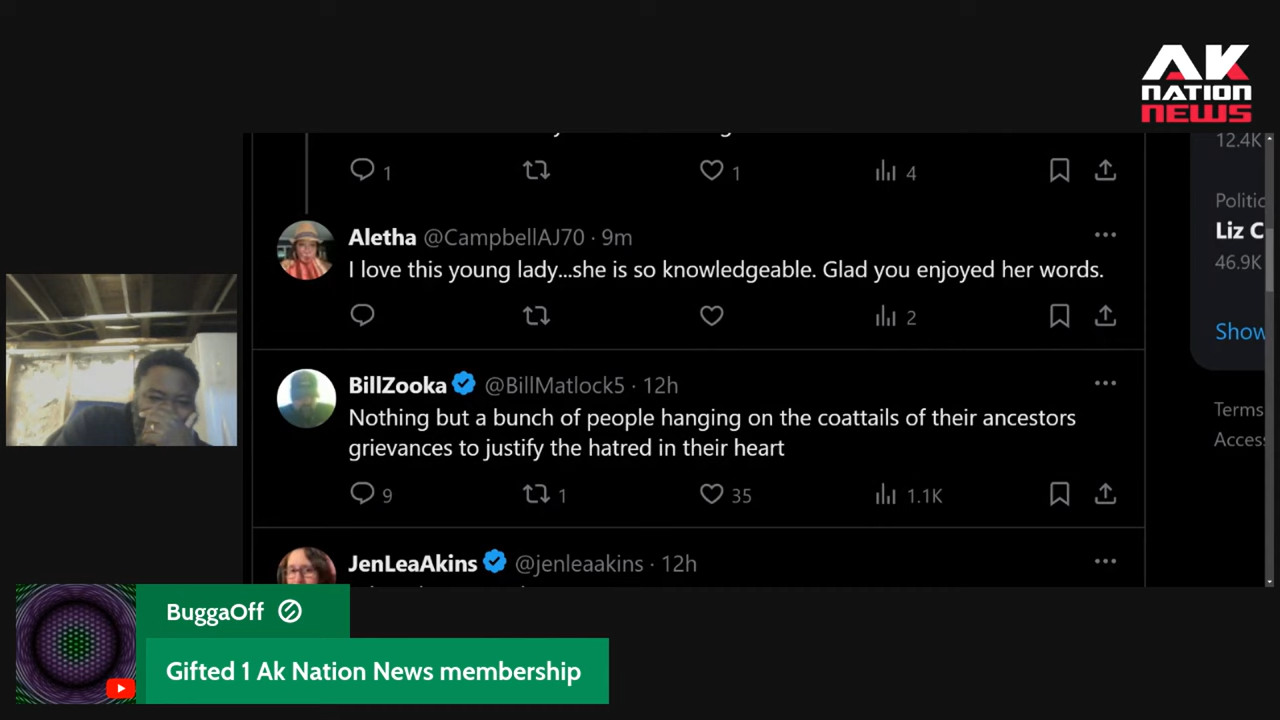 AK
NATION
NEWS
12.4K
1 1 4
Politic
Aletha @CampbellAJ70 · 9m
Liz C
I love this young lady...she is so knowledgeable. Glad you enjoyed her words.
46.9K
2
Show
BillZooka @BillMatlock5 · 12h
Nothing but a bunch of people hanging on the coattails of their ancestors
Terms
grievances to justify the hatred in their heart
Access
9 1 35 1.1K
JenLeaAkins @jenleaakins · 12h
BuggaOff
Gifted 1 Ak Nation News membership